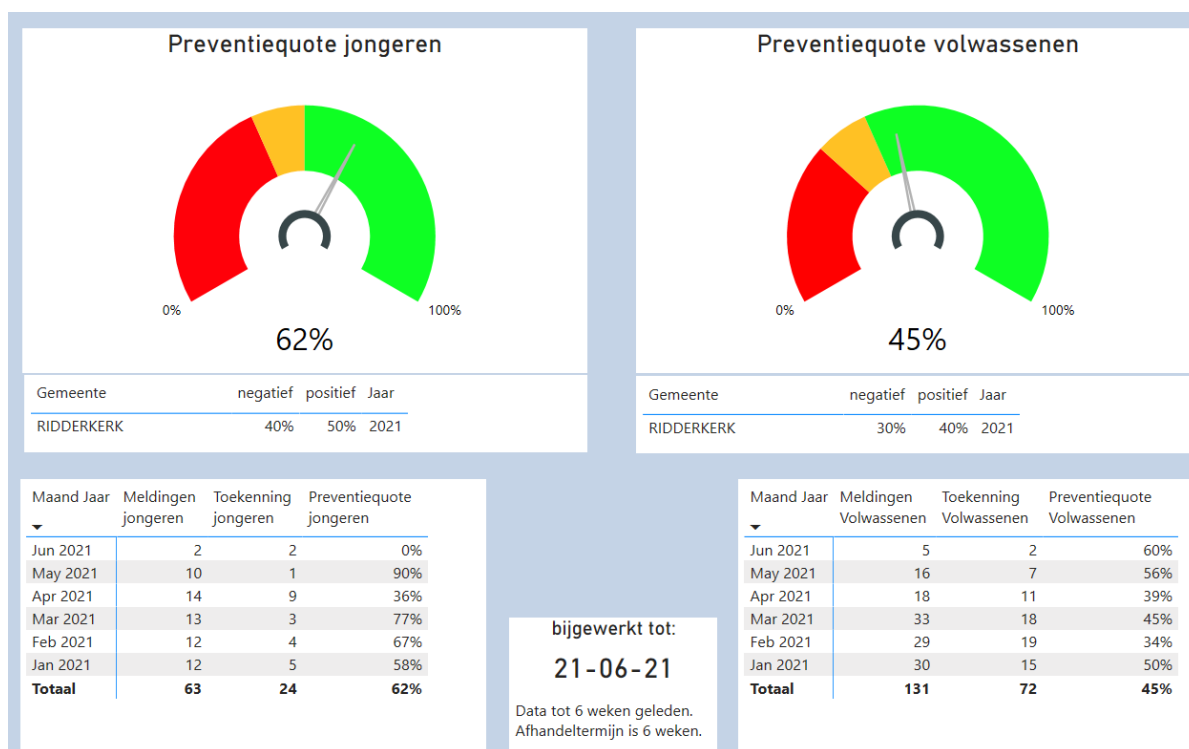 Preventiequote jongeren
0%
100%
62%
Gemeente negatief positief Jaar
RIDDERKERK 40% 50% 2021
Preventiequote volwassenen
0%
100%
45%
Gemeente negatief positief Jaar
RIDDERKERK 30% 40% 2021
Maand Jaar Meldingen Toekenning Preventiequote
jongeren jongeren jongeren
Jun 2021 2 2 0%
May 2021 10 1 90%
Apr 2021 14 9 36%
Mar 2021 13 3 77%
Feb 2021 12 4 67%
Jan 2021 12 5 58%
Totaal 63 24 62%
bijgewerkt tot:
21-06-21
Data tot 6 weken geleden.
Afhandeltermijn is 6 weken.
Maand Jaar Meldingen Toekenning Preventiequote
Volwassenen Volwassenen Volwassenen
Jun 2021 5 2 60%
May 2021 16 7 56%
Apr 2021 18 11 39%
Mar 2021 33 18 45%
Feb 2021 29 19 34%
Jan 2021 30 15 50%
Totaal 131 72 45%